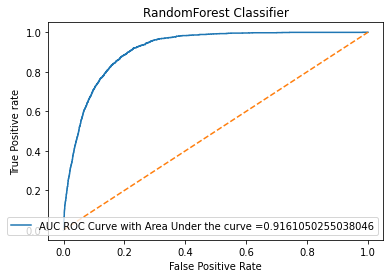 RandomForest Classifier
1.0
0.8
0.6
0.4
0.2
0.0
True Positive rate
AUC ROC Curve with Area Under the curve =0.9161050255038046
0.0 0.2 0.4 0.6 0.8 1.0
False Positive Rate